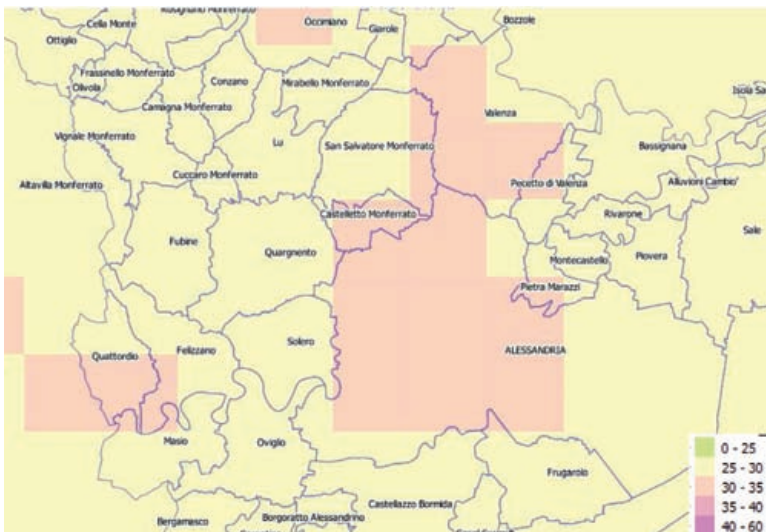 Cella Monte
Rosignano Monferrato
Occimiano
Giarole
Bozzole
Ottiglio
Frassinello Monferrato
Olivola
Conzano
Mirabello Monferrato
Camagna Monferrato
Valenza
Isola Sa
Vignale Monferrato
Lu
San Salvatore Monferrato
Bassignana
Cuccaro Monferrato
Altavilla Monferrato
Pecetto di Valenza
Alluvioni Cambio'
Castelletto Monferrato
Rivarone
Sale
Fubine
Quargnento
Montecastello
Piovera
Pietra Marazzi
Solero
Quattordio
Felizzano
ALESSANDRIA
Masio
Oviglio
Frugarolo
Castellazzo Bormida
Bergamasco
Borgoratto Alessandrino
0 - 25
25 - 30
30 - 35
35 - 40
40 - 60